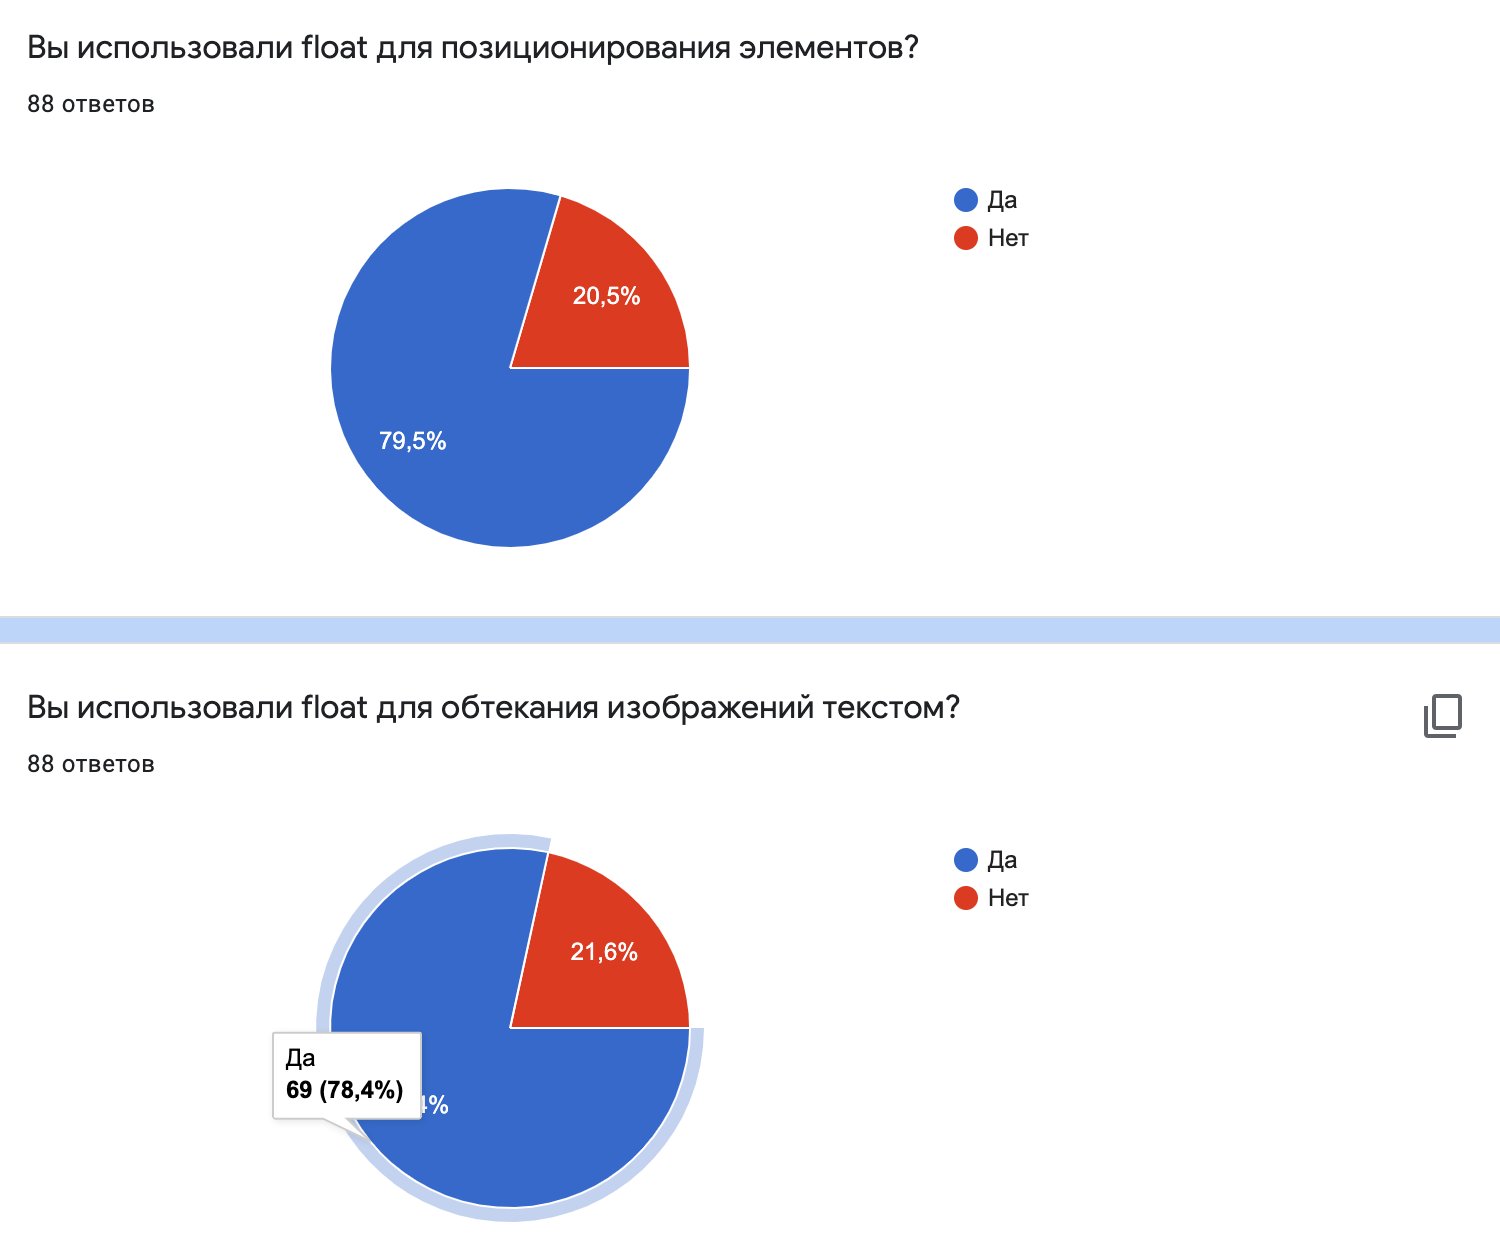 Вы использовали float для позиционирования элементов?
88 ответов
Да
Нет
20,5%
79,5%
Вы использовали float для обтекания изображений текстом?
88 ответов
Да
Нет
21,6%
Да
69 (78,4%)
4%